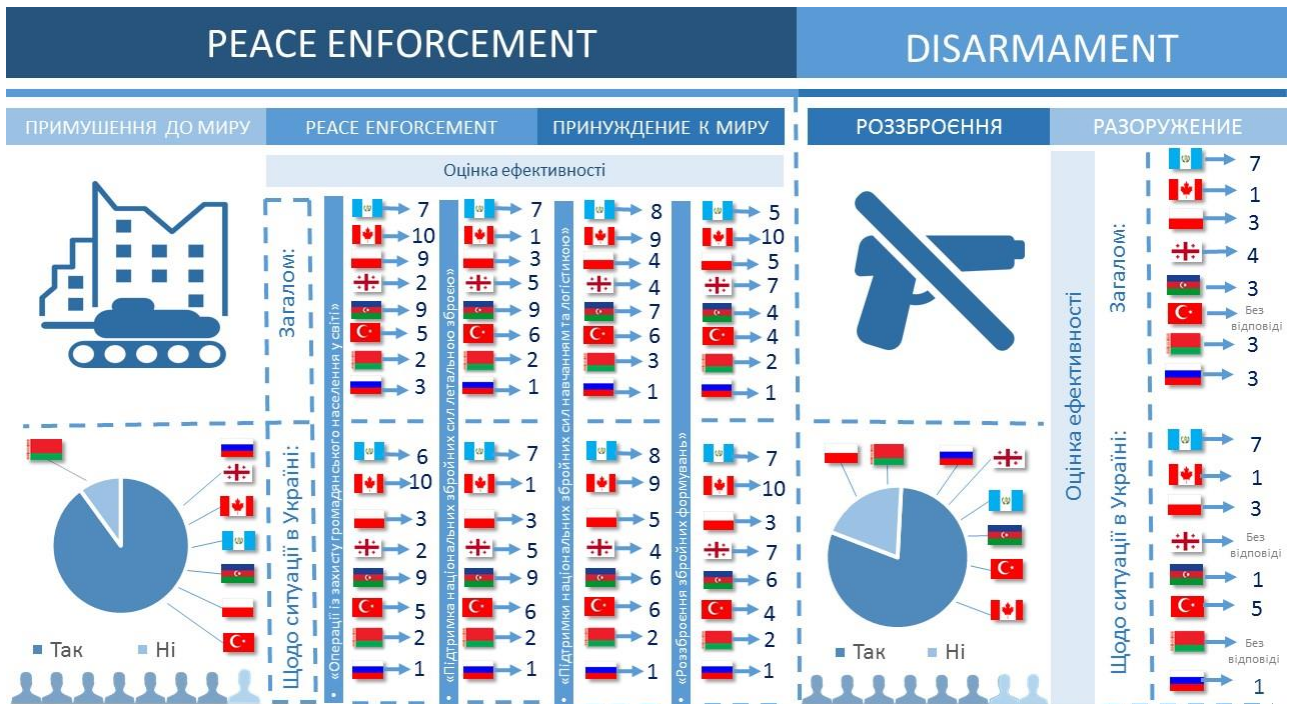 PEACE ENFORCEMENT
DISARMAMENT
ПРИМУШЕННЯ ДО МИРУ
PEACE ENFORCEMENT
ПРИНУЖДЕНИЕ К МИРУ
РОЗЗБРОЄННЯ
РАЗОРУЖЕНИЕ
Оцінка ефективності
Загалом:
• «Операції із захисту громадянського населення у світі»
7
10
9
2
9
5
2
3
• «Підтримка національних збройних сил летальною зброєю»
7
1
3
5
9
6
2
1
• «Підтримки національних збройних сил навчанням та логістикою»
8
9
4
4
7
6
3
1
• «Роззброєння збройних формувань»
5
10
5
7
4
4
2
1
Щодо ситуації в Україні:
6
10
3
2
9
5
2
1
7
1
3
5
9
6
2
1
8
9
5
4
6
6
2
1
7
10
3
7
6
4
2
1
Так
Ні
Оцінка ефективності
Загалом:
7
1
3
4
3
Без
відповіді
3
3
Щодо ситуації в Україні:
7
1
3
Без
відповіді
1
5
Без
відповіді
1
Так
Ні